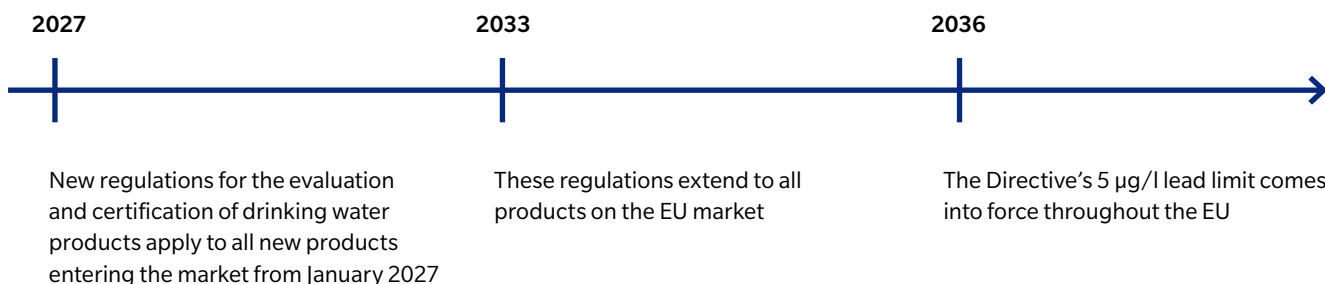 2027
2033
2036
New regulations for the evaluation
and certification of drinking water
products apply to all new products
entering the market from January 2027
These regulations extend to all
products on the EU market
The Directive's 5 µg/l lead limit comes
into force throughout the EU